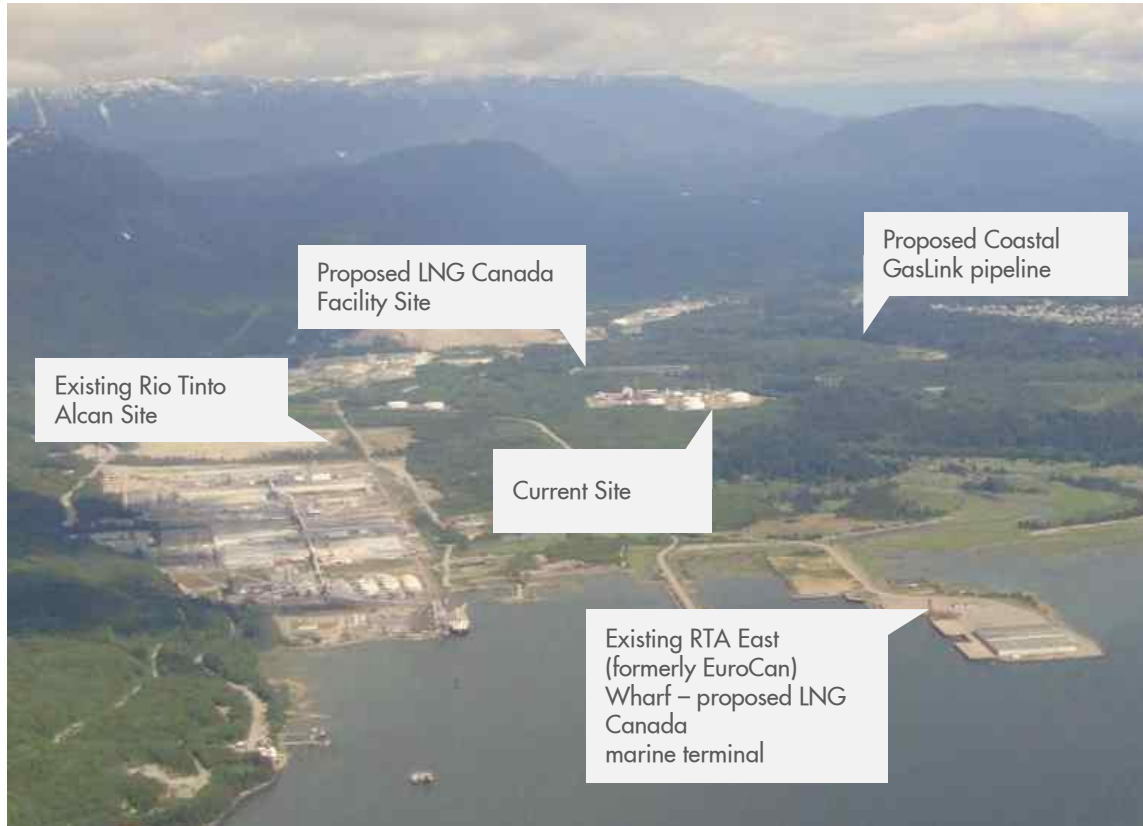 Proposed Coastal
GasLink pipeline
Proposed LNG Canada
Facility Site
Existing Rio Tinto
Alcan Site
Current Site
Existing RTA East
(formerly EuroCan)
Wharf – proposed LNG
Canada
marine terminal